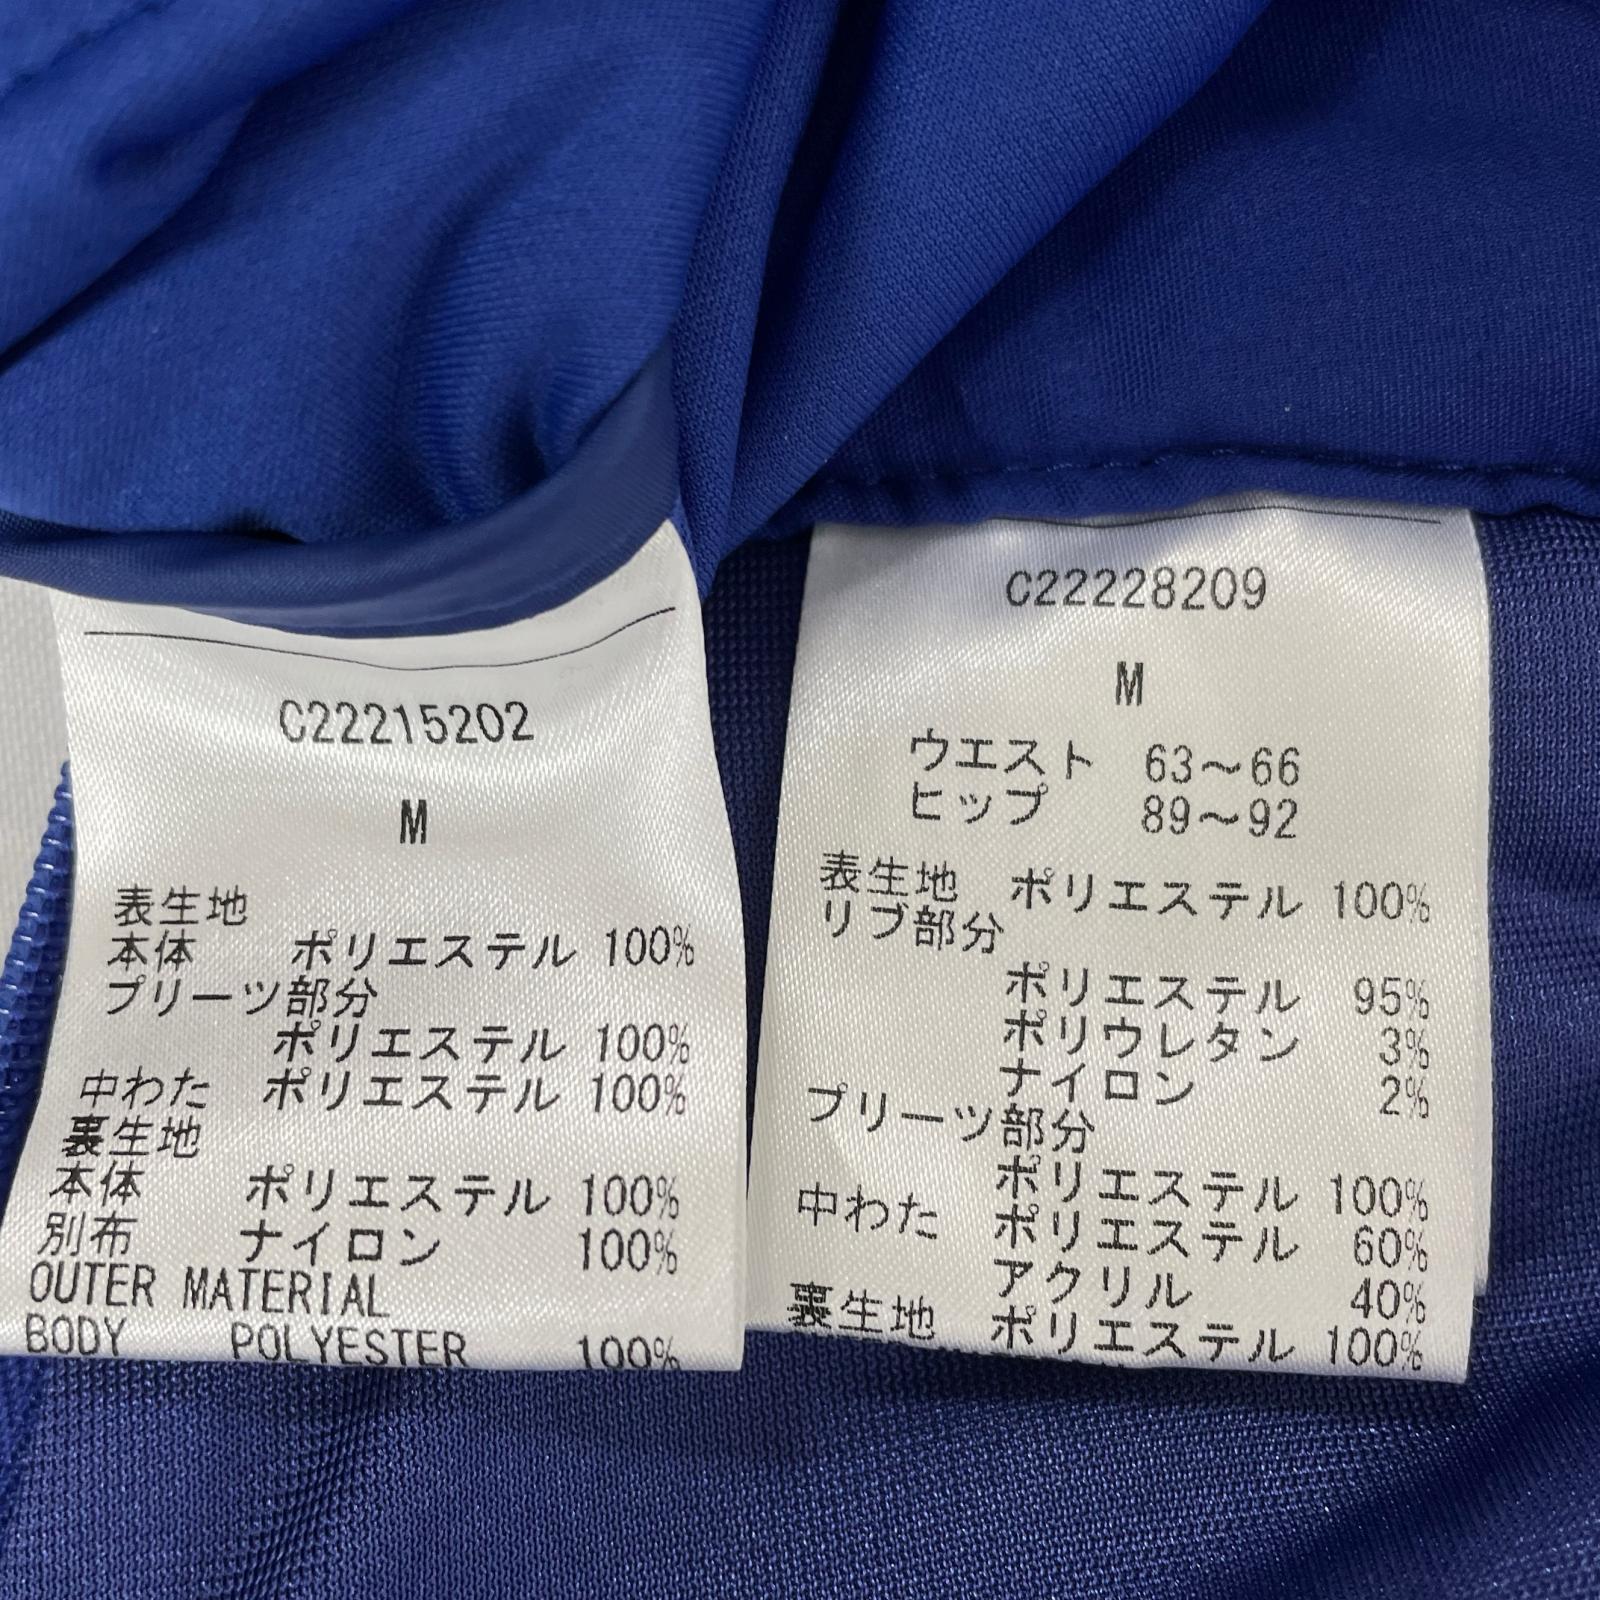 C22215202
M
表生地
本体 ポリエステル 100%
プリーツ部分
ポリエステル 100%
中わた ポリエステル 100%
裏生地
本体 ポリエステル 100%
別布 ナイロン 100%
OUTER MATERIAL
BODY POLYESTER 100%
C22228209
M
ウエスト 63〜66
ヒップ 89〜92
表生地 ポリエステル 100%
リブ部分
ポリエステル 95%
ポリウレタン 3%
ナイロン 2%
プリーツ部分
ポリエステル 100%
中わた ポリエステル 60%
アクリル 40%
裏生地 ポリエステル 100%